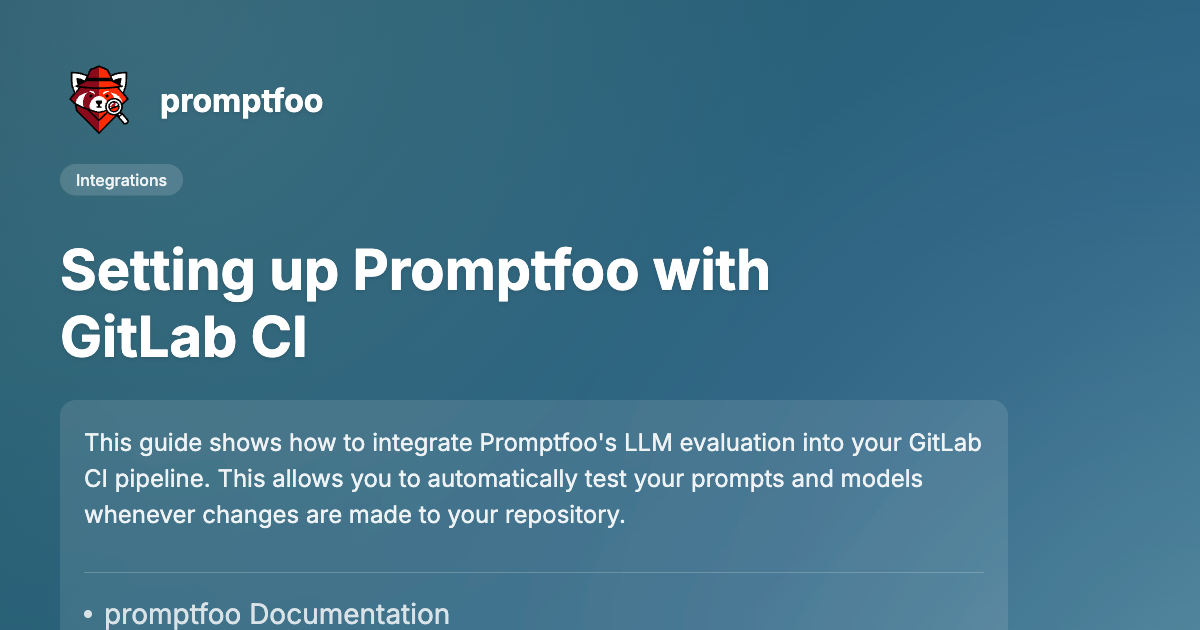 promptfoo
Integrations
Setting up Promptfoo with
GitLab CI
This guide shows how to integrate Promptfoo's LLM evaluation into your GitLab
CI pipeline. This allows you to automatically test your prompts and models
whenever changes are made to your repository.
• promptfoo Documentation